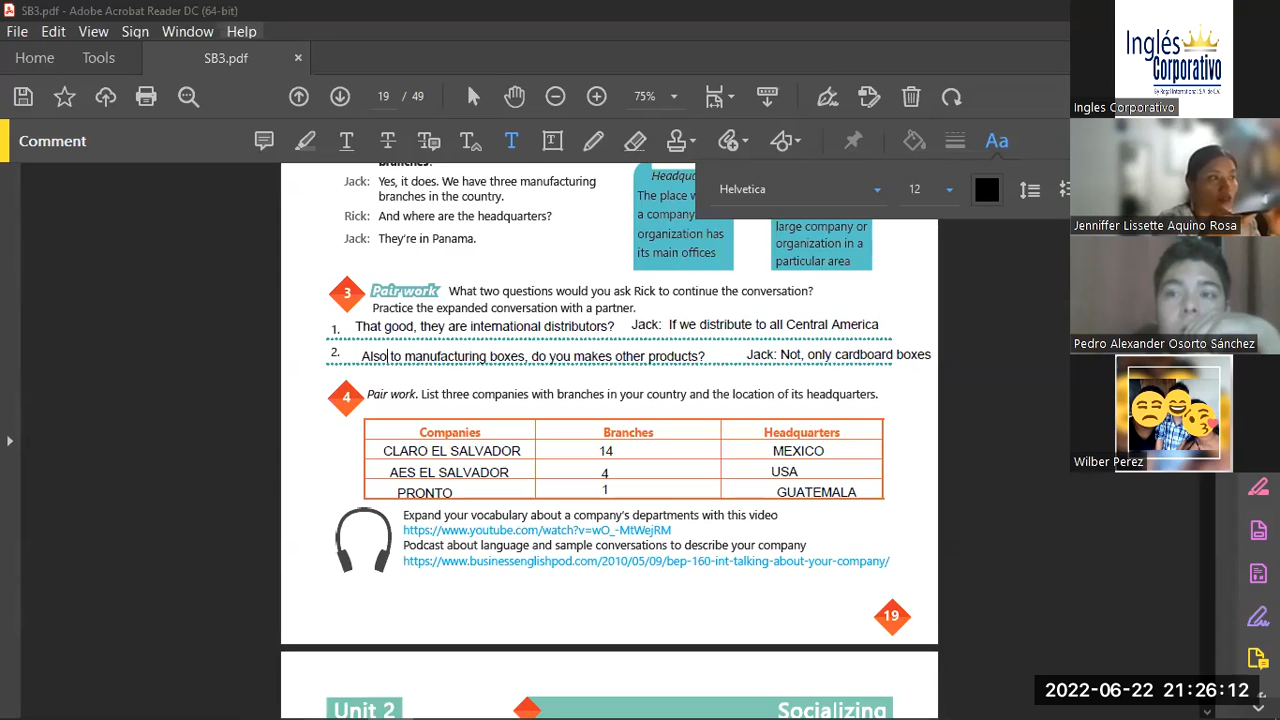 SB3.pdf - Adobe Acrobat Reader DC (64-bit)
File Edit View Sign Window Help
Home Tools SB3.pdf ×
19 / 49 75%
Comment
Aa
Helvetica 12
branches?
Jack: Yes, it does. We have three manufacturing
branches in the country.
Rick: And where are the headquarters?
Jack: They're in Panama.
The place
a company
organization has
its main offices
large company or
organization in a
particular area
3 Pair work What two questions would you ask Rick to continue the conversation?
Practice the expanded conversation with a partner.
1. That good, they are international distributors? Jack: If we distribute to all Central America
2. Also to manufacturing boxes, do you makes other products? Jack: Not, only cardboard boxes
4 Pair work. List three companies with branches in your country and the location of its headquarters.
Companies Branches Headquarters
CLARO EL SALVADOR 14 MEXICO
AES EL SALVADOR 4 USA
PRONTO 1 GUATEMALA
Expand your vocabulary about a company's departments with this video
https://www.youtube.com/watch?v=wO_-MtWejRM
Podcast about language and sample conversations to describe your company
https://www.businessenglishpod.com/2010/05/09/bep-160-int-talking-about-your-company/
19
Unit 2 Socializing
Inglés
Corporativo
Ingles Corporativo
Jenniffer Lissette Aquino Rosa
Pedro Alexander Osorto Sánchez
Wilber Perez
2022-06-22 21:26:12